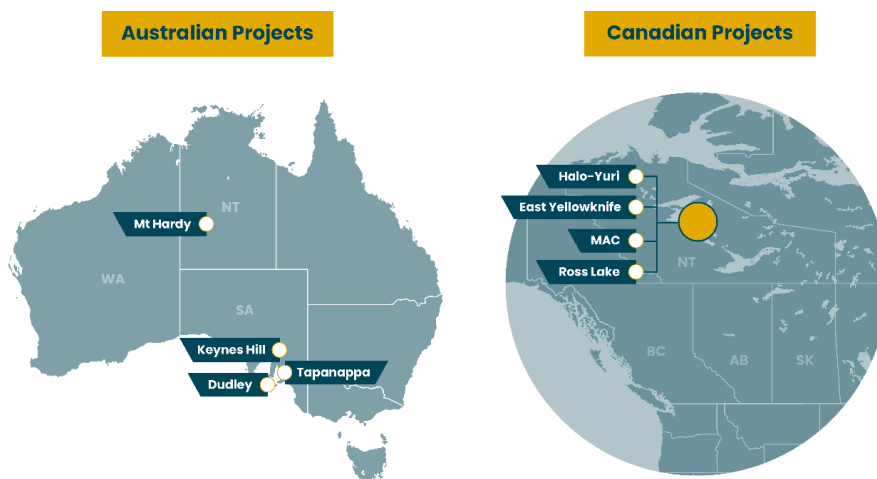 Australian Projects
NT
Mt Hardy
WA
SA
Keynes Hill
Tapanappa
Dudley
Canadian Projects
Halo-Yuri
East Yellowknife
MAC
NT
Ross Lake
BC
AB
SK